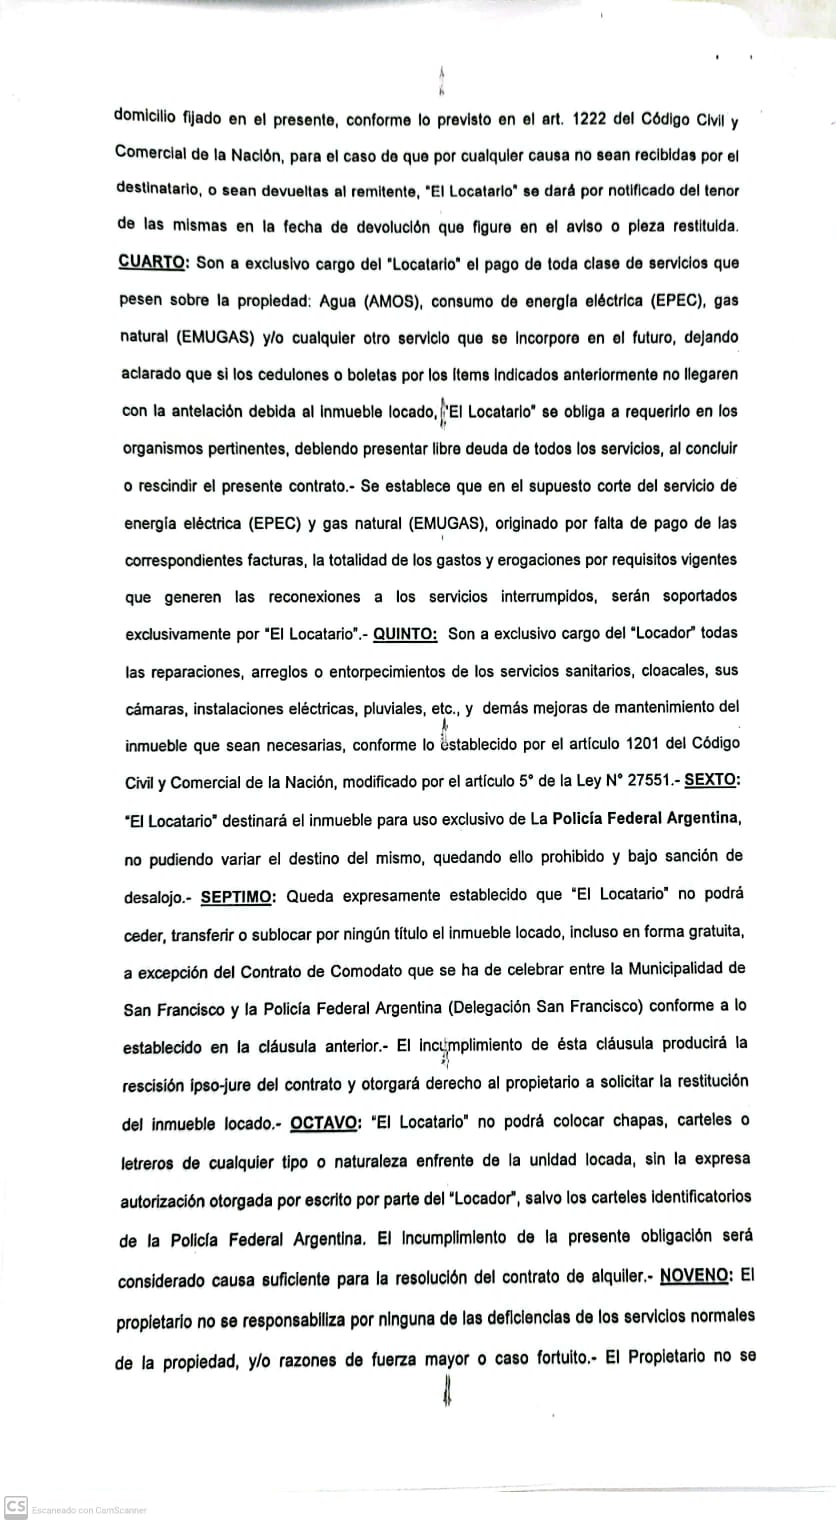 domicilio fijado en el presente, conforme lo previsto en el art. 1222 del Código Civil y
Comercial de la Nación, para el caso de que por cualquier causa no sean recibidas por el
destinatario, o sean devueltas al remitente, "El Locatario" se dará por notificado del tenor
de las mismas en la fecha de devolución que figure en el aviso o pieza restituida.
CUARTO: Son a exclusivo cargo del "Locatario" el pago de toda clase de servicios que
pesen sobre la propiedad: Agua (AMOS), consumo de energía eléctrica (EPEC), gas
natural (EMUGAS) y/o cualquier otro servicio que se incorpore en el futuro, dejando
aclarado que si los cedulones o boletas por los ítems indicados anteriormente no llegaren
con la antelación debida al inmueble locado, "El Locatario" se obliga a requerirlo en los
organismos pertinentes, debiendo presentar libre deuda de todos los servicios, al concluir
o rescindir el presente contrato.- Se establece que en el supuesto corte del servicio de
energía eléctrica (EPEC) y gas natural (EMUGAS), originado por falta de pago de las
correspondientes facturas, la totalidad de los gastos y erogaciones por requisitos vigentes
que generen las reconexiones a los servicios interrumpidos, serán soportados
exclusivamente por "El Locatario".- QUINTO: Son a exclusivo cargo del "Locador" todas
las reparaciones, arreglos o entorpecimientos de los servicios sanitarios, cloacales, sus
cámaras, instalaciones eléctricas, pluviales, etc., y demás mejoras de mantenimiento del
inmueble que sean necesarias, conforme lo establecido por el artículo 1201 del Código
Civil y Comercial de la Nación, modificado por el artículo 5° de la Ley N° 27551.- SEXTO:
"El Locatario" destinará el inmueble para uso exclusivo de La Policía Federal Argentina,
no pudiendo variar el destino del mismo, quedando ello prohibido y bajo sanción de
desalojo.- SEPTIMO: Queda expresamente establecido que "El Locatario" no podrá
ceder, transferir o sublocar por ningún título el inmueble locado, incluso en forma gratuita,
a excepción del Contrato de Comodato que se ha de celebrar entre la Municipalidad de
San Francisco y la Policía Federal Argentina (Delegación San Francisco) conforme a lo
establecido en la cláusula anterior.- El incumplimiento de ésta cláusula producirá la
rescisión ipso-jure del contrato y otorgará derecho al propietario a solicitar la restitución
del inmueble locado.- OCTAVO: "El Locatario" no podrá colocar chapas, carteles o
letreros de cualquier tipo o naturaleza enfrente de la unidad locada, sin la expresa
autorización otorgada por escrito por parte del "Locador", salvo los carteles identificatorios
de la Policía Federal Argentina. El incumplimiento de la presente obligación será
considerado causa suficiente para la resolución del contrato de alquiler.- NOVENO: El
propietario no se responsabiliza por ninguna de las deficiencias de los servicios normales
de la propiedad, y/o razones de fuerza mayor o caso fortuito.- El Propietario no se
CS Escaneado con CamScanner